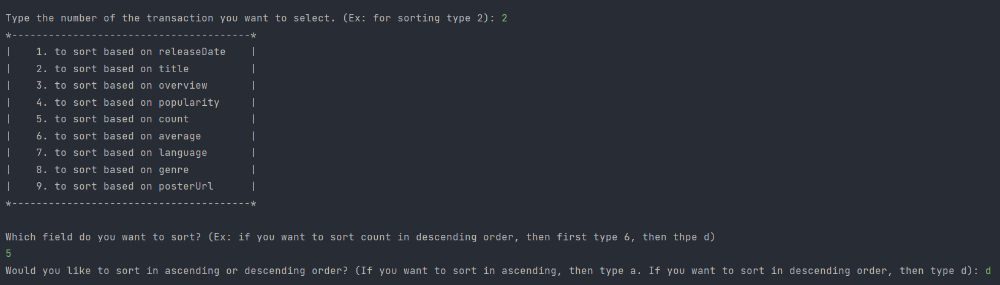 Type the number of the transaction you want to select. (Ex: for sorting type 2): 2
*---------------------------------------*
|    1. to sort based on releaseDate    |
|    2. to sort based on title          |
|    3. to sort based on overview       |
|    4. to sort based on popularity     |
|    5. to sort based on count          |
|    6. to sort based on average        |
|    7. to sort based on language       |
|    8. to sort based on genre          |
|    9. to sort based on posterUrl      |
*---------------------------------------*
Which field do you want to sort? (Ex: if you want to sort count in descending order, then first type 6, then thpe d)
5
Would you like to sort in ascending or descending order? (If you want to sort in ascending, then type a. If you want to sort in descending order, then type d): d